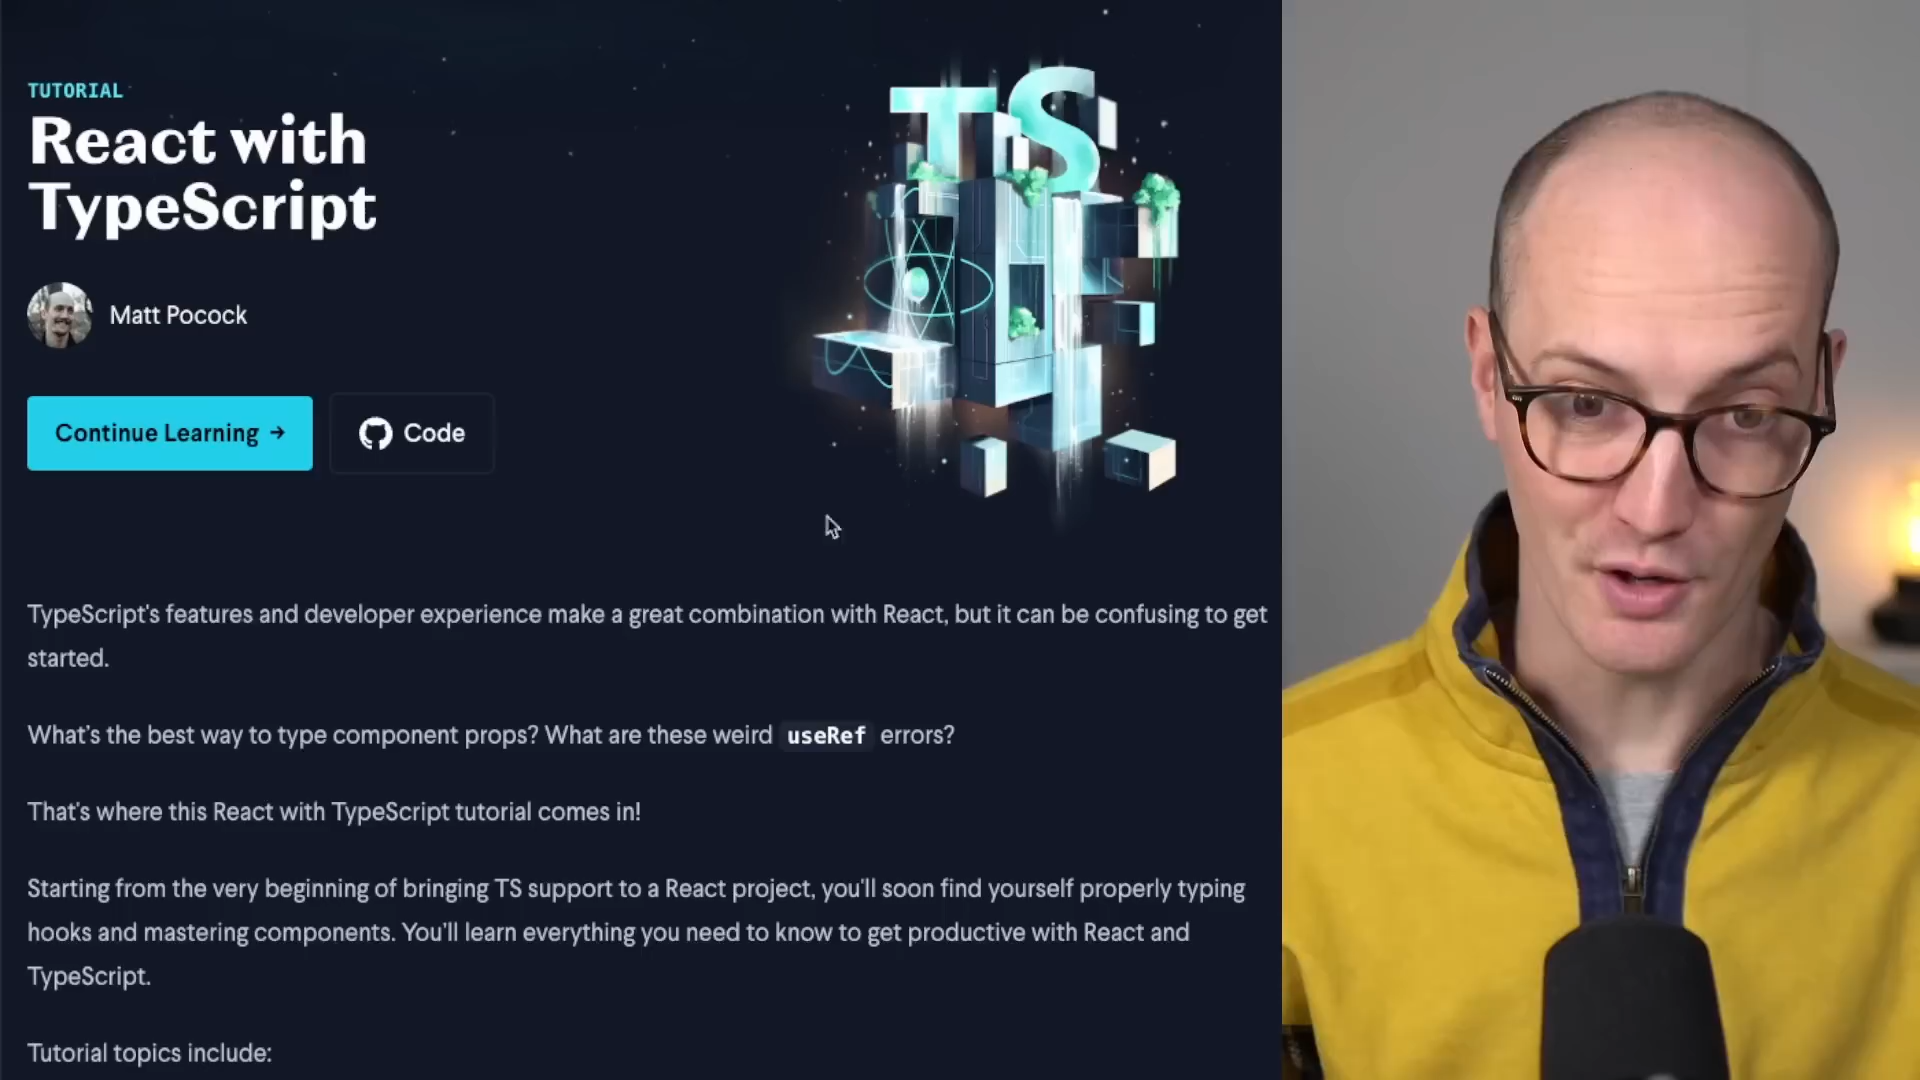 TUTORIAL
React with
TypeScript
TS
Matt Pocock
Continue Learning →
Code
TypeScript's features and developer experience make a great combination with React, but it can be confusing to get
started.
What's the best way to type component props? What are these weird useRef errors?
That's where this React with TypeScript tutorial comes in!
Starting from the very beginning of bringing TS support to a React project, you'll soon find yourself properly typing
hooks and mastering components. You'll learn everything you need to know to get productive with React and
TypeScript.
Tutorial topics include: